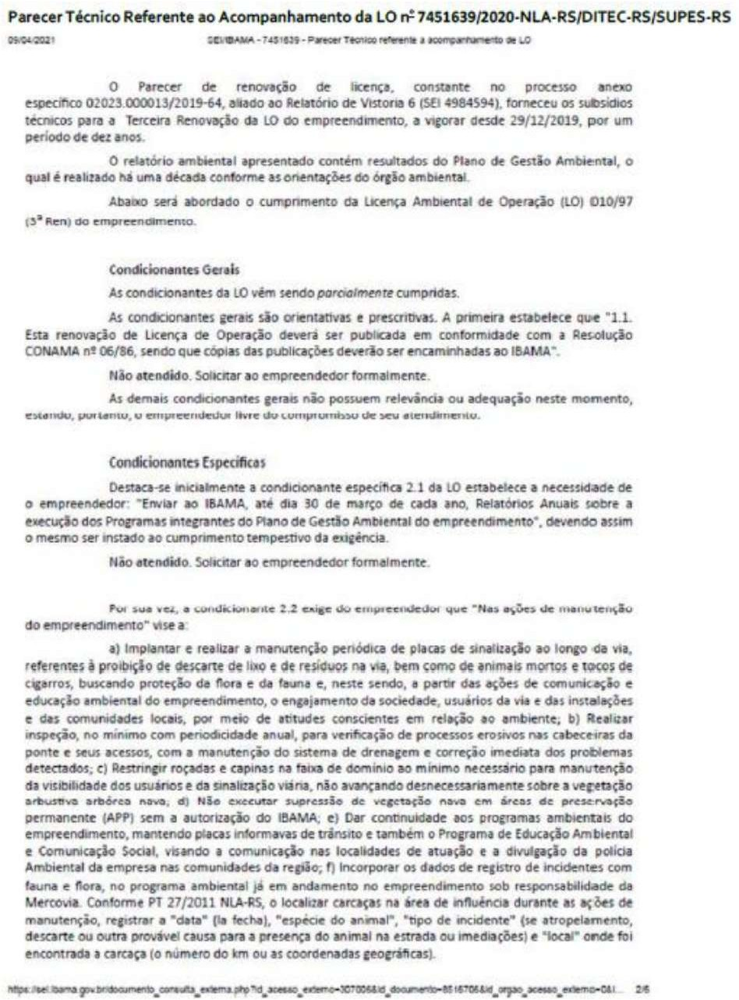 Parecer Técnico Referente ao Acompanhamento da LO nº 7451639/2020-NLA-RS/DITEC-RS/SUPES-RS
09/04/2021 SEI/IBAMA - 7451639 - Parecer Técnico referente a acompanhamento de LO
O Parecer de renovação de licença, constante no processo anexo
específico 02023.000013/2019-64, aliado ao Relatório de Vistoria 6 (SEI 4984594), forneceu os subsídios
técnicos para a Terceira Renovação da LO do empreendimento, a vigorar desde 29/12/2019, por um
período de dez anos.
O relatório ambiental apresentado contém resultados do Plano de Gestão Ambiental, o
qual é realizado há uma década conforme as orientações do órgão ambiental.
Abaixo será abordado o cumprimento da Licença Ambiental de Operação (LO) 010/97
(3ª Ren) do empreendimento.
Condicionantes Gerais
As condicionantes da LO vêm sendo parcialmente cumpridas.
As condicionantes gerais são orientativas e prescritivas. A primeira estabelece que "1.1.
Esta renovação de Licença de Operação deverá ser publicada em conformidade com a Resolução
CONAMA nº 06/86, sendo que cópias das publicações deverão ser encaminhadas ao IBAMA".
Não atendido. Solicitar ao empreendedor formalmente.
As demais condicionantes gerais não possuem relevância ou adequação neste momento,
estando, portanto, o empreendedor livre do compromisso de seu atendimento.
Condicionantes Específicas
Destaca-se inicialmente a condicionante específica 2.1 da LO estabelece a necessidade de
o empreendedor: "Enviar ao IBAMA, até dia 30 de março de cada ano, Relatórios Anuais sobre a
execução dos Programas integrantes do Plano de Gestão Ambiental do empreendimento", devendo assim
o mesmo ser instado ao cumprimento tempestivo da exigência.
Não atendido. Solicitar ao empreendedor formalmente.
Por sua vez, a condicionante 2.2 exige do empreendedor que "Nas ações de manutenção
do empreendimento" vise a:
a) Implantar e realizar a manutenção periódica de placas de sinalização ao longo da via,
referentes à proibição de descarte de lixo e de resíduos na via, bem como de animais mortos e tocos de
cigarros, buscando proteção da flora e da fauna e, neste sendo, a partir das ações de comunicação e
educação ambiental do empreendimento, o engajamento da sociedade, usuários da via e das instalações
e das comunidades locais, por meio de atitudes conscientes em relação ao ambiente; b) Realizar
inspeção, no mínimo com periodicidade anual, para verificação de processos erosivos nas cabeceiras da
ponte e seus acessos, com a manutenção do sistema de drenagem e correção imediata dos problemas
detectados; c) Restringir roçadas e capinas na faixa de domínio ao mínimo necessário para manutenção
da visibilidade dos usuários e da sinalização viária, não avançando desnecessariamente sobre a vegetação
arbustiva arbórea nava; d) Não executar supressão de vegetação nava em áreas de preservação
permanente (APP) sem a autorização do IBAMA; e) Dar continuidade aos programas ambientais do
empreendimento, mantendo placas informavas de trânsito e também o Programa de Educação Ambiental
e Comunicação Social, visando a comunicação nas localidades de atuação e a divulgação da polícia
Ambiental da empresa nas comunidades da região; f) Incorporar os dados de registro de incidentes com
fauna e flora, no programa ambiental já em andamento no empreendimento sob responsabilidade da
Mercovia. Conforme PT 27/2011 NLA-RS, o localizar carcaças na área de influência durante as ações de
manutenção, registrar a "data" (la fecha), "espécie do animal", "tipo de incidente" (se atropelamento,
descarte ou outra provável causa para a presença do animal na estrada ou imediações) e "local" onde foi
encontrada a carcaça (o número do km ou as coordenadas geográficas).
https://sei.ibama.gov.br/documento_consulta_externa.php?id_acesso_externo=307006&id_documento=8516706&id_orgao_acesso_externo=0&i... 2/6